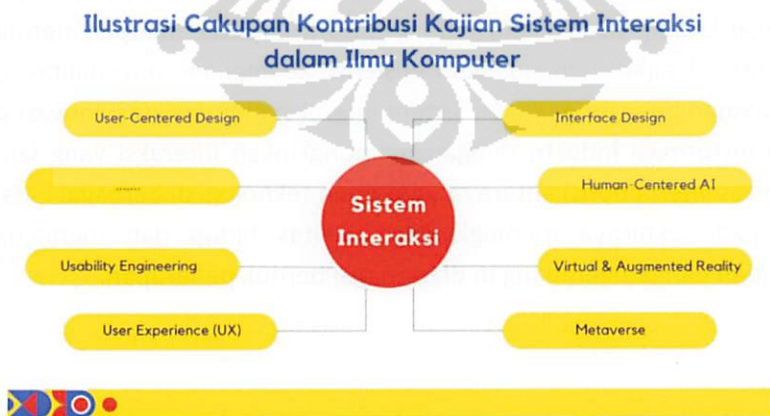 Ilustrasi Cakupan Kontribusi Kajian Sistem Interaksi
dalam Ilmu Komputer
User-Centered Design
.......
Usability Engineering
User Experience (UX)
Sistem
Interaksi
Interface Design
Human-Centered AI
Virtual & Augmented Reality
Metaverse